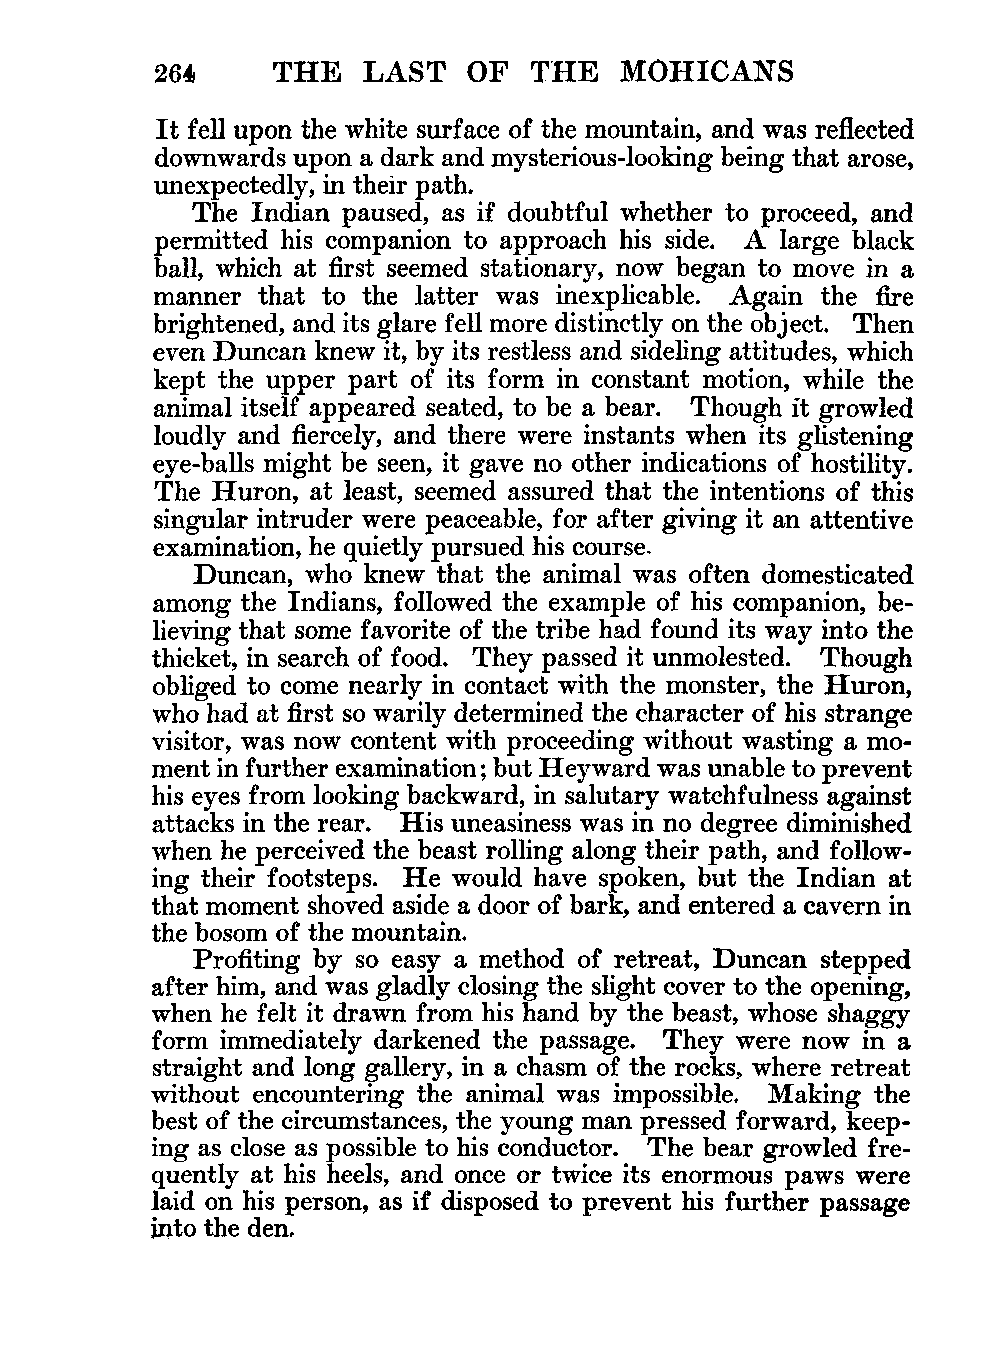 264 THE LAST OF THE MOHICANS
It fell upon the white surface of the mountain, and was reflected
downwards upon a dark and mysterious-looking being that arose,
unexpectedly, in their path.
The Indian paused, as if doubtful whether to proceed, and
permitted his companion to approach his side. A large black
ball, which at first seemed stationary, now began to move in a
manner that to the latter was inexplicable. Again the fire
brightened, and its glare fell more distinctly on the object. Then
even Duncan knew it, by its restless and sideling attitudes, which
kept the upper part of its form in constant motion, while the
animal itself appeared seated, to be a bear. Though it growled
loudly and fiercely, and there were instants when its glistening
eye-balls might be seen, it gave no other indications of hostility.
The Huron, at least, seemed assured that the intentions of this
singular intruder were peaceable, for after giving it an attentive
examination, he quietly pursued his course.
Duncan, who knew that the animal was often domesticated
among the Indians, followed the example of his companion, be-
lieving that some favorite of the tribe had found its way into the
thicket, in search of food. They passed it unmolested. Though
obliged to come nearly in contact with the monster, the Huron,
who had at first so warily determined the character of his strange
visitor, was now content with proceeding without wasting a mo-
ment in further examination; but Heyward was unable to prevent
his eyes from looking backward, in salutary watchfulness against
attacks in the rear. His uneasiness was in no degree diminished
when he perceived the beast rolling along their path, and follow-
ing their footsteps. He would have spoken, but the Indian at
that moment shoved aside a door of bark, and entered a cavern in
the bosom of the mountain.
Profiting by so easy a method of retreat, Duncan stepped
after him, and was gladly closing the slight cover to the opening,
when he felt it drawn from his hand by the beast, whose shaggy
form immediately darkened the passage. They were now in a
straight and long gallery, in a chasm of the rocks, where retreat
without encountering the animal was impossible. Making the
best of the circumstances, the young man pressed forward, keep-
ing as close as possible to his conductor. The bear growled fre-
quently at his heels, and once or twice its enormous paws were
laid on his person, as if disposed to prevent his further passage
into the den.